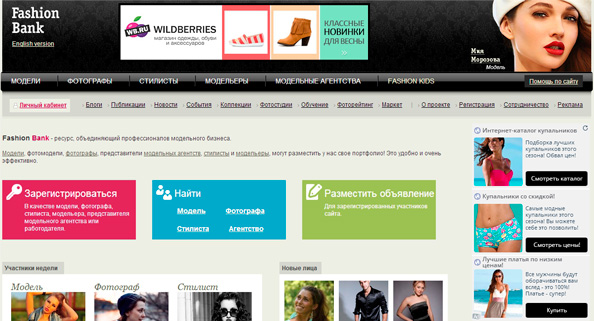 Fashion
Bank
English version
WB.RU
WILDBERRIES
магазин одежды, обуви
и аксессуаров
КЛАССНЫЕ
НОВИНКИ
ДЛЯ ВЕСНЫ
Мила
Морозова
Модель
МОДЕЛИ ФОТОГРАФЫ СТИЛИСТЫ МОДЕЛЬЕРЫ МОДЕЛЬНЫЕ АГЕНТСТВА FASHION KIDS Помощь по сайту
Личный кабинет Блоги Публикации Новости События Коллекции Фотостудии Обучение Фоторейтинг Маркет О проекте Регистрация Сотрудничество Реклама
Fashion Bank - ресурс, объединяющий профессионалов модельного бизнеса.
Модели, фотомодели, фотографы, представители модельных агентств, стилисты и модельеры, могут разместить у нас свое портфолио! Это удобно и очень
эффективно.
Зарегистрироваться
В качестве модели, фотографа,
стилиста, модельера, представителя
модельного агентства или
работодателя.
Найти
Модель Фотографа
Стилиста Агентство
Разместить объявление
Для зарегистрированных участников
сайта.
Интернет-каталог купальников
Подборка лучших
купальников этого
сезона! Обвал цен!
Смотреть каталог
Купальники со скидкой!
Самые модные
купальники этого
сезона! Вы можете
себе это позволить!
Смотреть цены!
Лучшие платья по низким
ценам!
Все мужчины будут
оборачиваться вам
вслед - это 100%!
Платье - супер!
Купить
Участники недели
Модель Фотограф Стилист
Новые лица